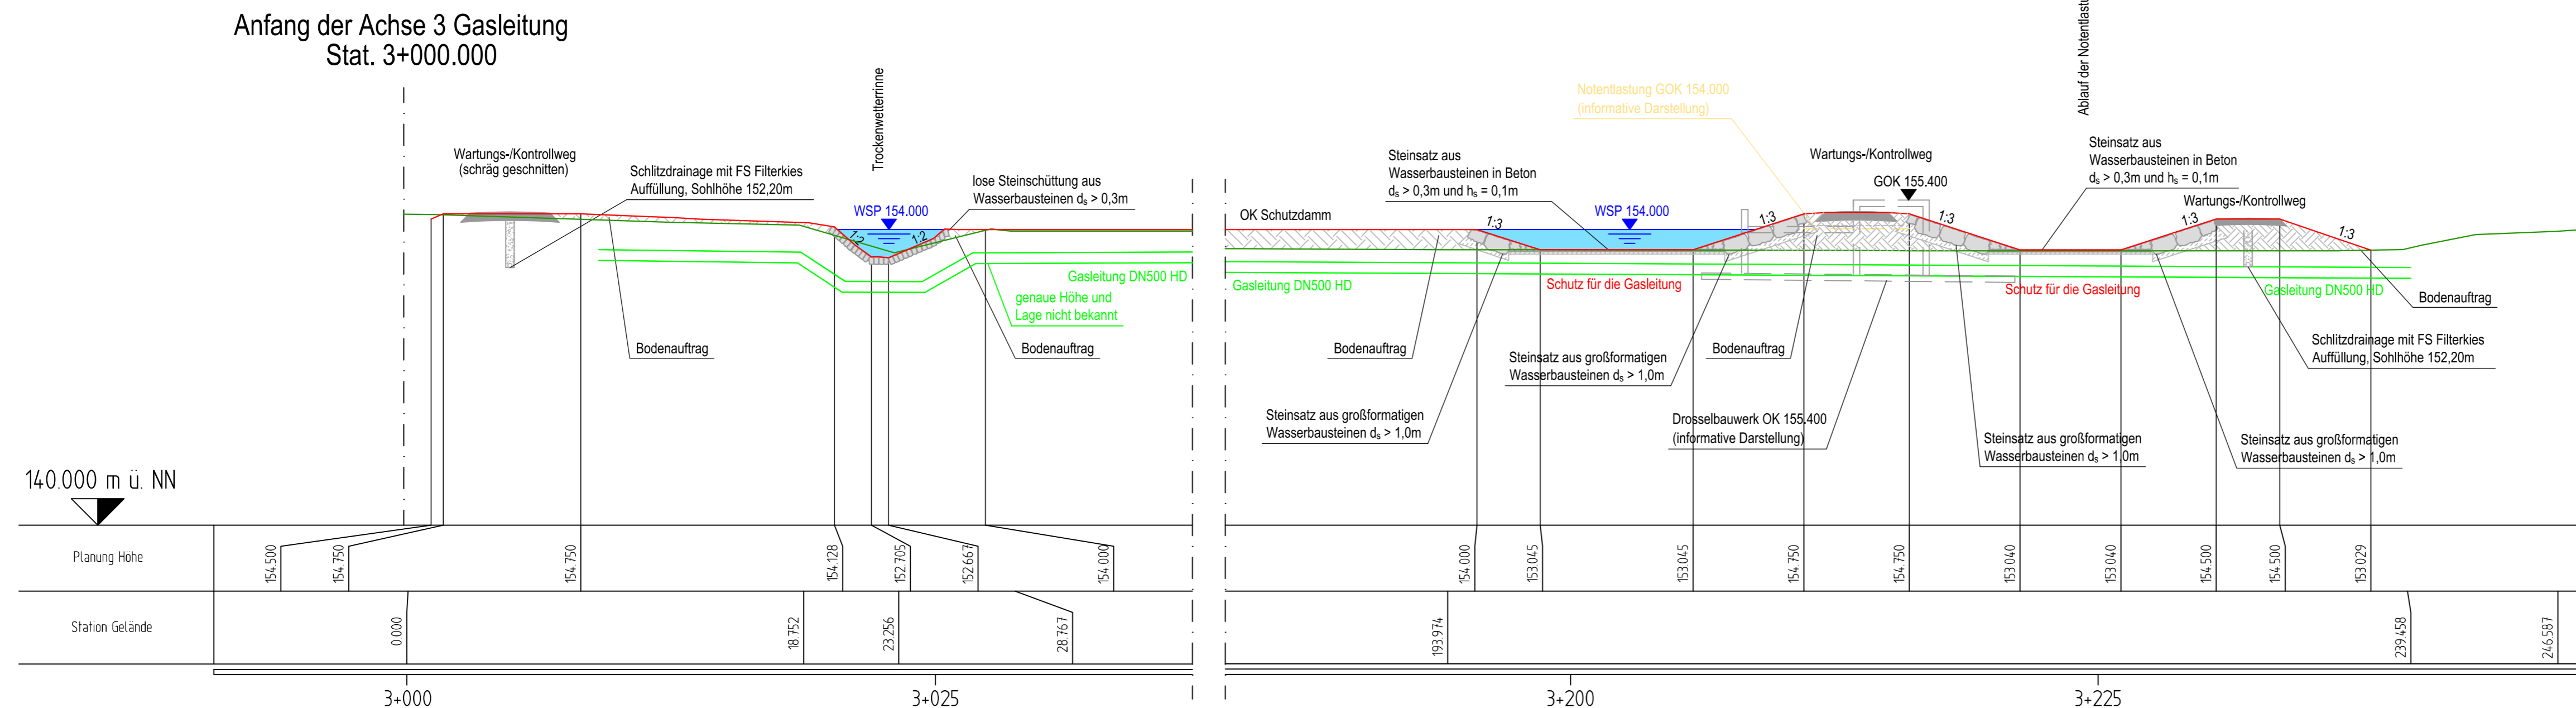 Anfang der Achse 3 Gasleitung
Stat. 3+000.000
Wartungs-/Kontrollweg
(schräg geschnitten)
Schlitzdrainage mit FS Filterkies
Auffüllung, Sohlhöhe 152,20m
Trockenwetterrinne
WSP 154.000
1:2
1:2
lose Steinschüttung aus
Wasserbausteinen dₛ > 0,3m
Gasleitung DN500 HD
genaue Höhe und
Lage nicht bekannt
Bodenauftrag
Bodenauftrag
OK Schutzdamm
Gasleitung DN500 HD
Steinsatz aus
Wasserbausteinen in Beton
dₛ > 0,3m und hₛ = 0,1m
1:3
WSP 154.000
Notentlastung GOK 154,000
(informative Darstellung)
1:3
Wartungs-/Kontrollweg
GOK 155.400
1:3
Ablauf der
Steinsatz aus
Wasserbausteinen in Beton
dₛ > 0,3m und hₛ = 0,1m
Wartungs-/Kontrollweg
1:3
1:3
Schutz für die Gasleitung
Schutz für die Gasleitung
Gasleitung DN500 HD
Bodenauftrag
Bodenauftrag
Steinsatz aus großformatigen
Wasserbausteinen dₛ > 1,0m
Bodenauftrag
Schlitzdrainage mit FS Filterkies
Auffüllung, Sohlhöhe 152,20m
Steinsatz aus großformatigen
Wasserbausteinen dₛ > 1,0m
Drosselbauwerk OK 155.400
(informative Darstellung)
Steinsatz aus großformatigen
Wasserbausteinen dₛ > 1.0m
Steinsatz aus großformatigen
Wasserbausteinen dₛ > 1,0m
140.000 m ü. NN
Planung Höhe
154.500
154.750
154.750
154.128
152.705
152.667
154.000
154.000
153.045
153.045
154.750
154.750
153.040
153.040
154.500
154.500
153.029
Station Gelände
0.000
18.752
23.256
28.767
193.974
239.458
246.587
3+000
3+025
3+200
3+225